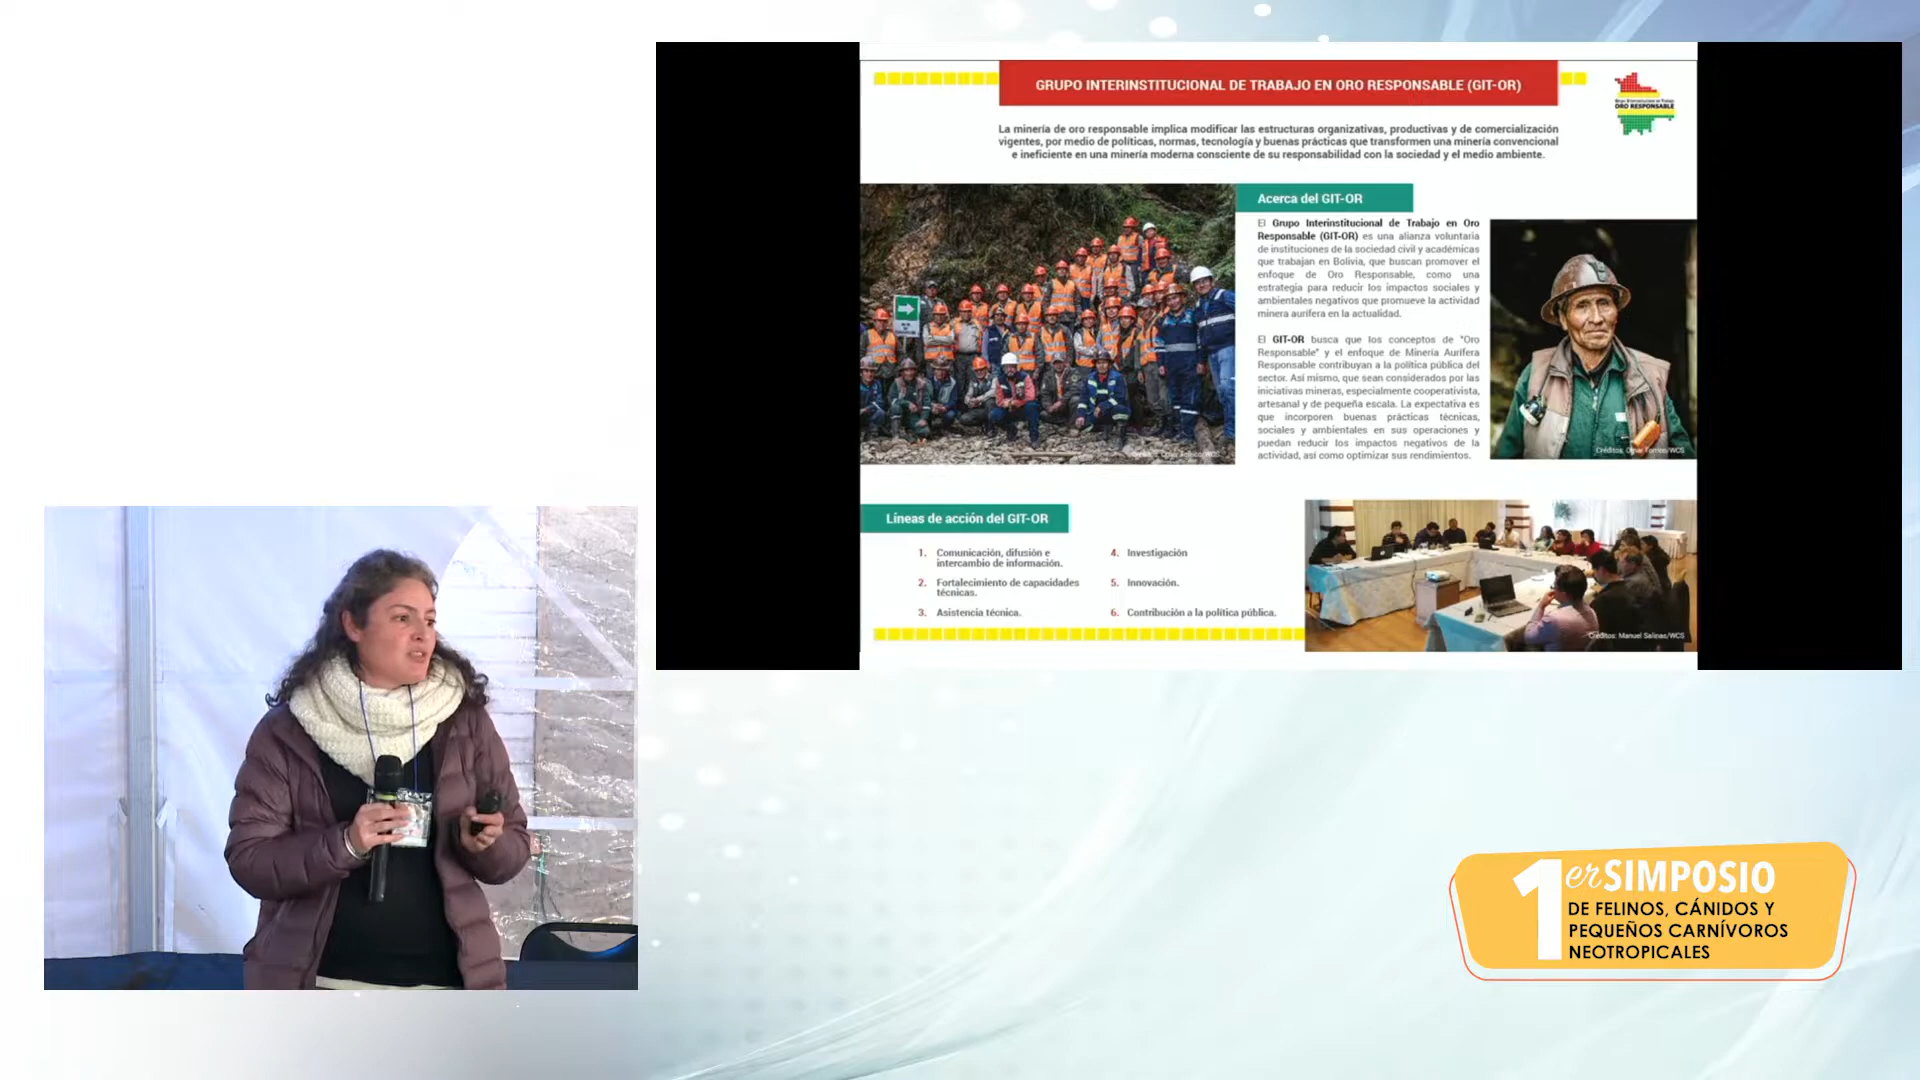 GRUPO INTERINSTITUCIONAL DE TRABAJO EN ORO RESPONSABLE (GIT-OR)
ORO RESPONSABLE
La minería de oro responsable implica modificar las estructuras organizativas, productivas y de comercialización
vigentes, por medio de políticas, normas, tecnología y buenas prácticas que transformen una minería convencional
e ineficiente en una minería moderna consciente de su responsabilidad con la sociedad y el medio ambiente.
Acerca del GIT-OR
El Grupo Interinstitucional de Trabajo en Oro
Responsable (GIT-OR) es una alianza voluntaria
de instituciones de la sociedad civil y académicas
que trabajan en Bolivia, que buscan promover el
enfoque de Oro Responsable, como una
estrategia para reducir los impactos sociales y
ambientales negativos que promueve la actividad
minera aurífera en la actualidad.
El GIT-OR busca que los conceptos de "Oro
Responsable" y el enfoque de Minería Aurífera
Responsable contribuyan a la política pública del
sector. Así mismo, que sean considerados por las
iniciativas mineras, especialmente cooperativista,
artesanal y de pequeña escala. La expectativa es
que incorporen buenas prácticas técnicas,
sociales y ambientales en sus operaciones y
puedan reducir los impactos negativos de la
actividad, así como optimizar sus rendimientos.
Créditos: Omar Torrico/WCS
Líneas de acción del GIT-OR
1. Comunicación, difusión e
intercambio de información.
2. Fortalecimiento de capacidades
técnicas.
3. Asistencia técnica.
4. Investigación
5. Innovación.
6. Contribución a la política pública.
Créditos: Manuel Salinas/WCS
1er SIMPOSIO
DE FELINOS, CÁNIDOS Y
PEQUEÑOS CARNÍVOROS
NEOTROPICALES